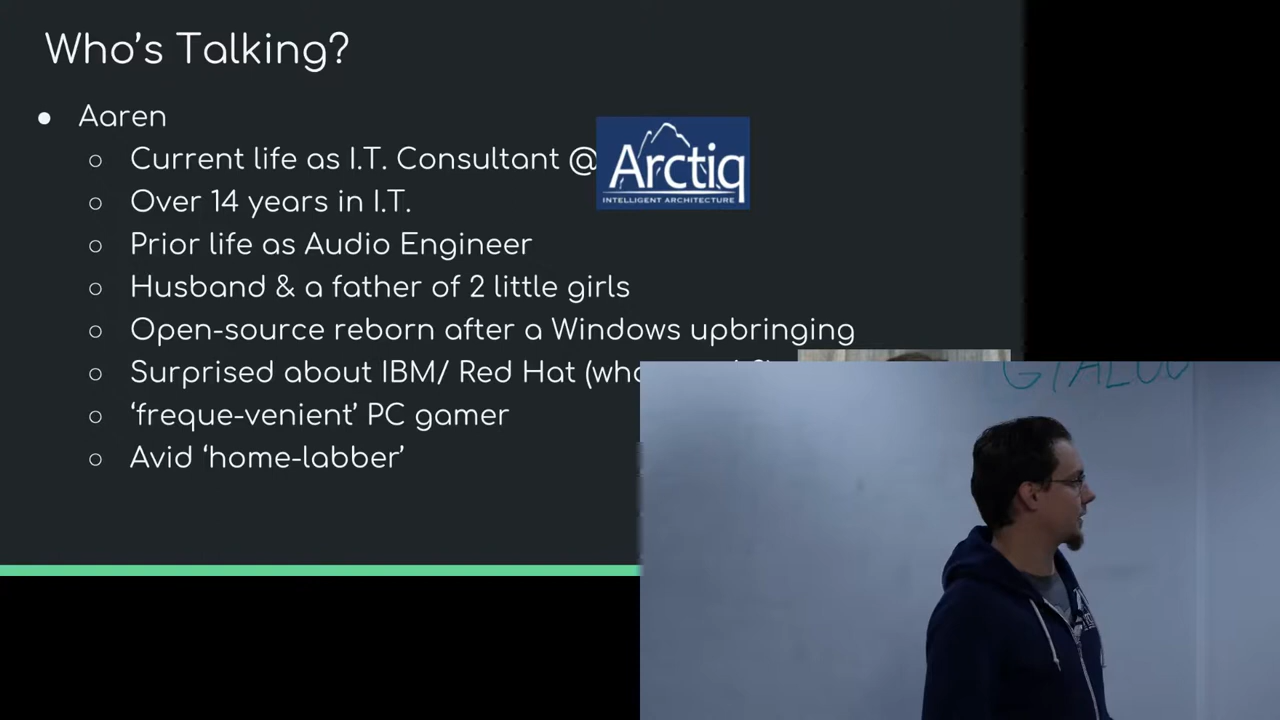 Who's Talking?
● Aaren
○ Current life as I.T. Consultant @
Arctiq
INTELLIGENT ARCHITECTURE
○ Over 14 years in I.T.
○ Prior life as Audio Engineer
○ Husband & a father of 2 little girls
○ Open-source reborn after a Windows upbringing
○ Surprised about IBM/ Red Hat
○ ‘freque-venient’ PC gamer
○ Avid ‘home-labber’